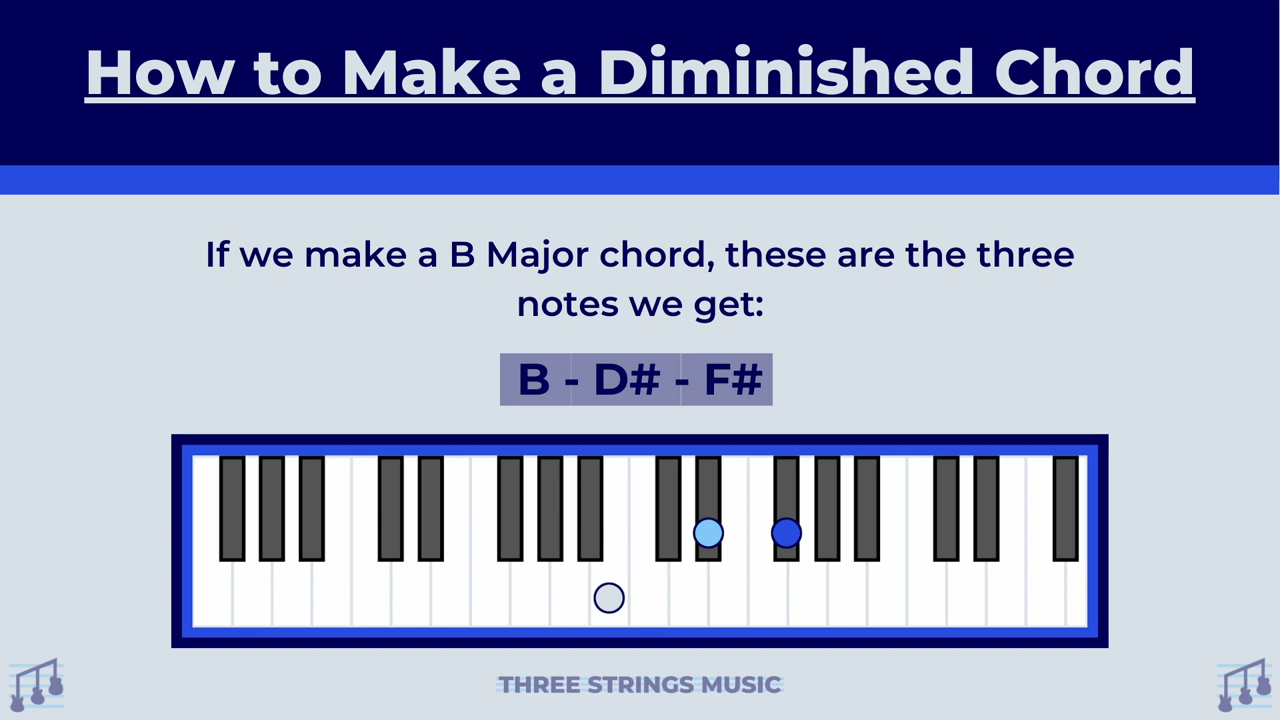 How to Make a Diminished Chord
If we make a B Major chord, these are the three
notes we get:
B - D# - F#
THREE STRINGS MUSIC